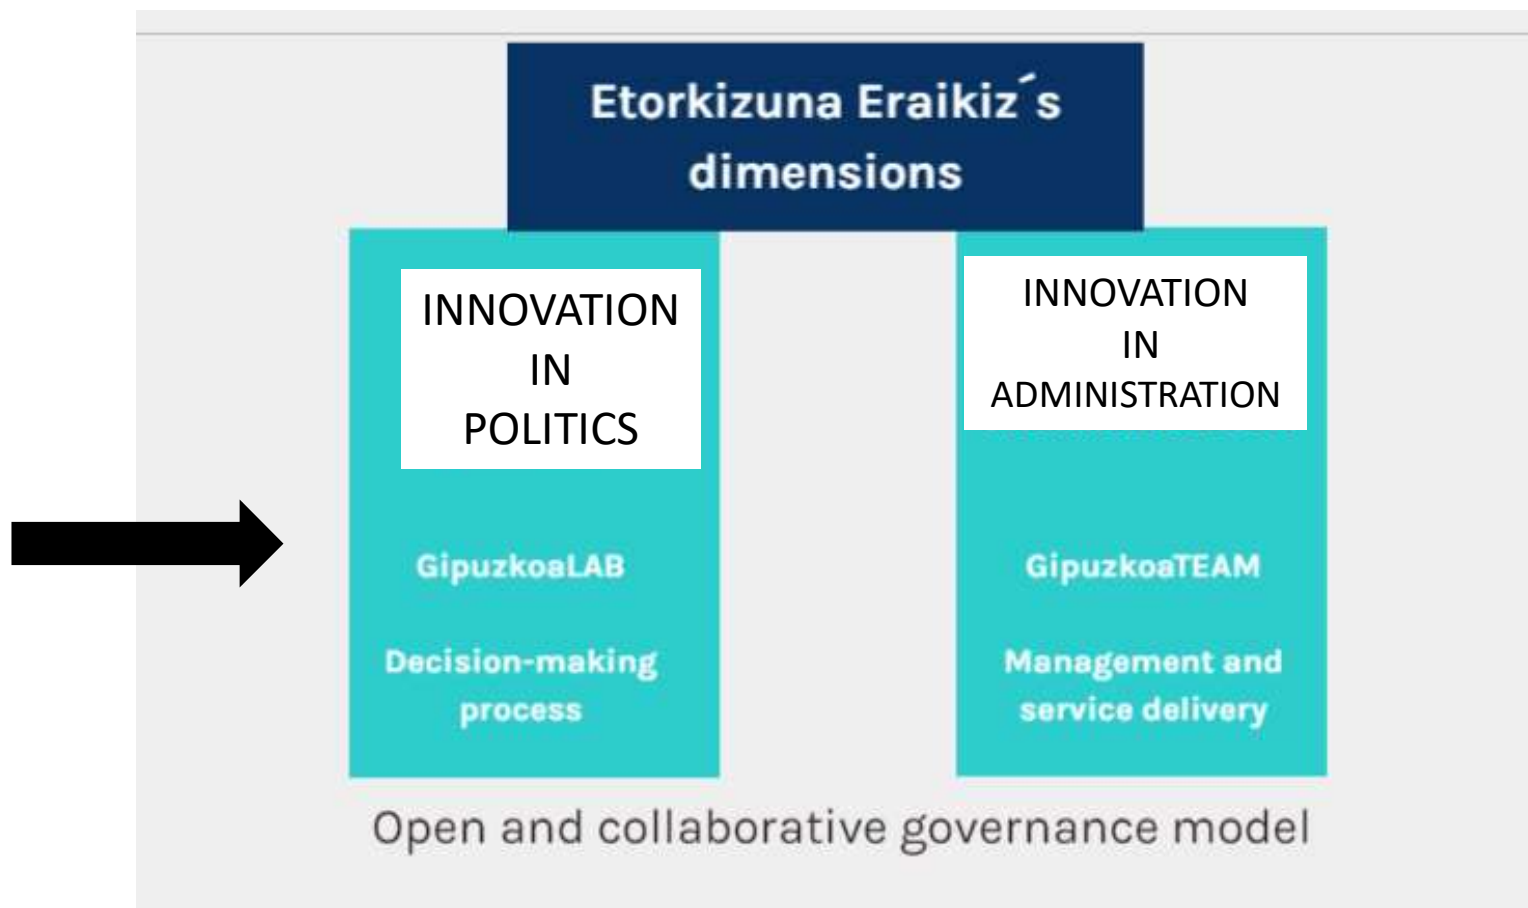 Etorkizuna Eraikiz´s
dimensions
INNOVATION
IN
POLITICS
GipuzkoaLAB
Decision-making
process
INNOVATION
IN
ADMINISTRATION
GipuzkoaTEAM
Management and
service delivery
Open and collaborative governance model